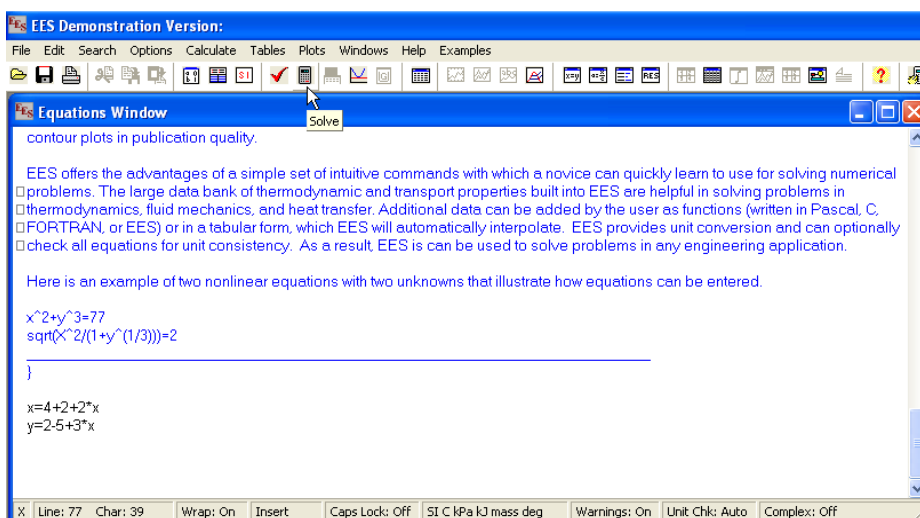 EES EES Demonstration Version:
File Edit Search Options Calculate Tables Plots Windows Help Examples
Solve
EES Equations Window
contour plots in publication quality.
EES offers the advantages of a simple set of intuitive commands with which a novice can quickly learn to use for solving numerical
problems. The large data bank of thermodynamic and transport properties built into EES are helpful in solving problems in
thermodynamics, fluid mechanics, and heat transfer. Additional data can be added by the user as functions (written in Pascal, C,
FORTRAN, or EES) or in a tabular form, which EES will automatically interpolate. EES provides unit conversion and can optionally
check all equations for unit consistency. As a result, EES is can be used to solve problems in any engineering application.
Here is an example of two nonlinear equations with two unknowns that illustrate how equations can be entered.
x^2+y^3=77
sqrt(X^2/(1+y^(1/3)))=2
}
x=4+2+2*x
y=2-5+3*x
X Line: 77 Char: 39 Wrap: On Insert Caps Lock: Off SI C kPa kJ mass deg Warnings: On Unit Chk: Auto Complex: Off